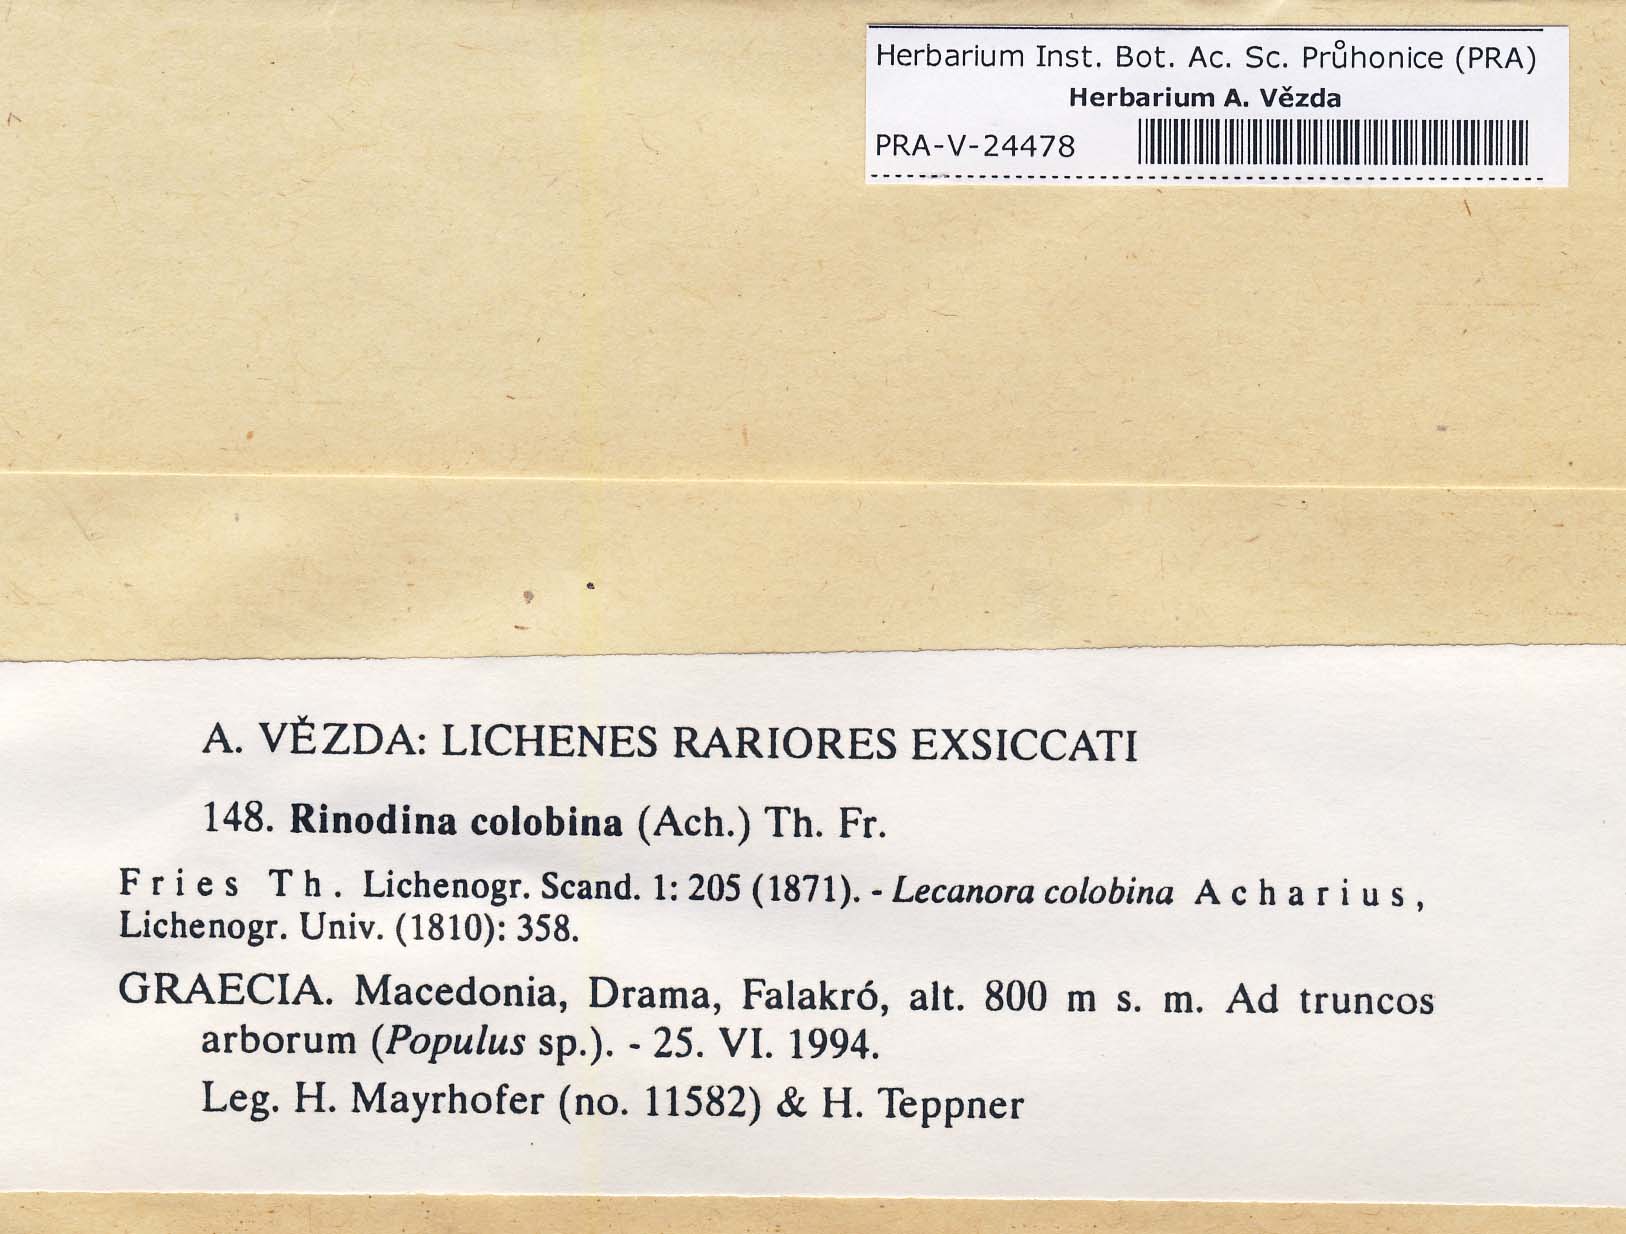 Herbarium Inst. Bot. Ac. Sc. Průhonice (PRA)
Herbarium A. Vězda
PRA-V-24478
A. VĚZDA: LICHENES RARIORES EXSICCATI
148. Rinodina colobina (Ach.) Th. Fr.
Fries Th. Lichenogr. Scand. 1: 205 (1871). - Lecanora colobina Acharius,
Lichenogr. Univ. (1810): 358.
GRAECIA. Macedonia, Drama, Falakró, alt. 800 m s. m. Ad truncos
arborum (Populus sp.). - 25. VI. 1994.
Leg. H. Mayrhofer (no. 11582) & H. Teppner